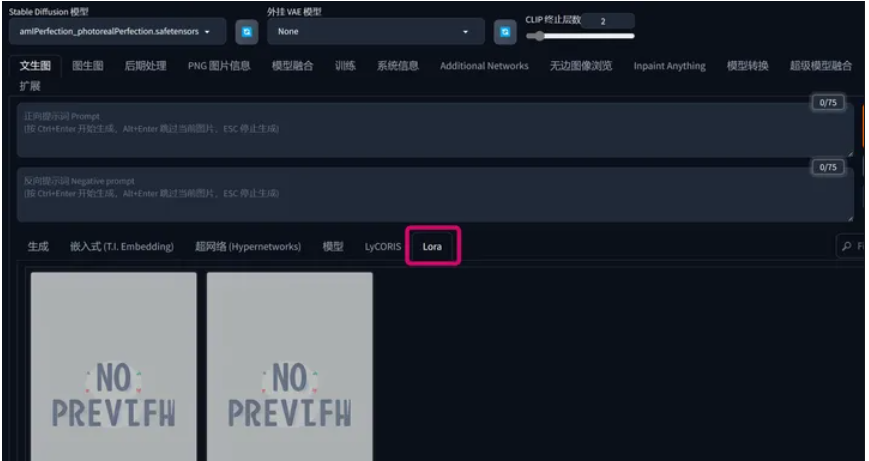 Stable Diffusion 模型
外挂 VAE 模型
CLIP 终止层数 2
amIPerfection_photorealPerfection.safetensors
None
文生图 图生图 后期处理 PNG 图片信息 模型融合 训练 系统信息 Additional Networks 无边图像浏览 Inpaint Anything 模型转换 超级模型融合
扩展
0/75
正向提示词 Prompt
(按 Ctrl+Enter 开始生成，Alt+Enter 跳过当前图片，ESC 停止生成)
0/75
反向提示词 Negative prompt
(按 Ctrl+Enter 开始生成，Alt+Enter 跳过当前图片，ESC 停止生成)
生成 嵌入式 (T.I. Embedding) 超网络 (Hypernetworks) 模型 LyCORIS Lora
NO NO